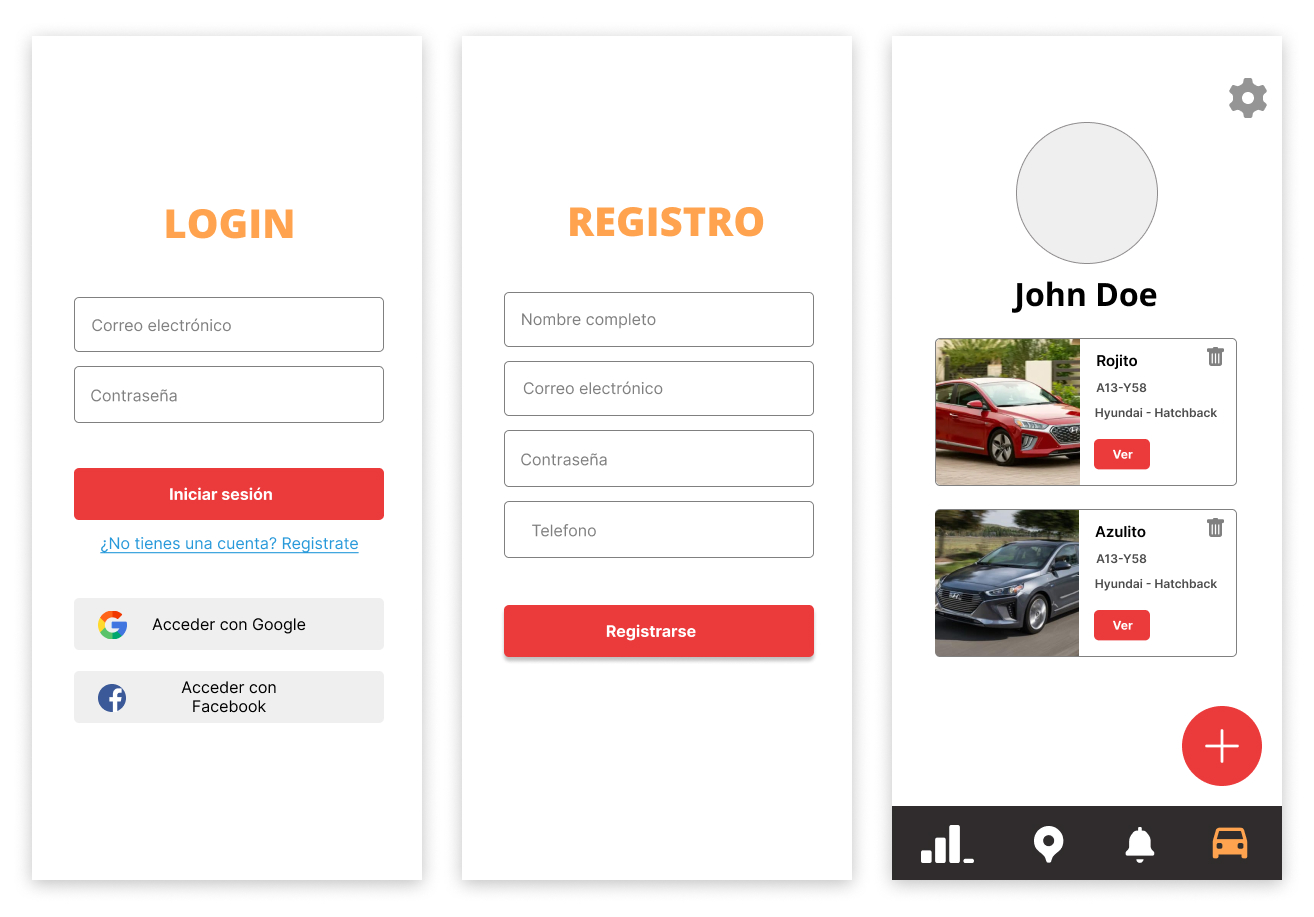 LOGIN
Correo electrónico
Contraseña
Iniciar sesión
¿No tienes una cuenta? Registrate
Acceder con Google
Acceder con
Facebook
REGISTRO
Nombre completo
Correo electrónico
Contraseña
Telefono
Registrarse
John Doe
Rojito
A13-Y58
Hyundai - Hatchback
Ver
Azulito
A13-Y58
Hyundai - Hatchback
Ver